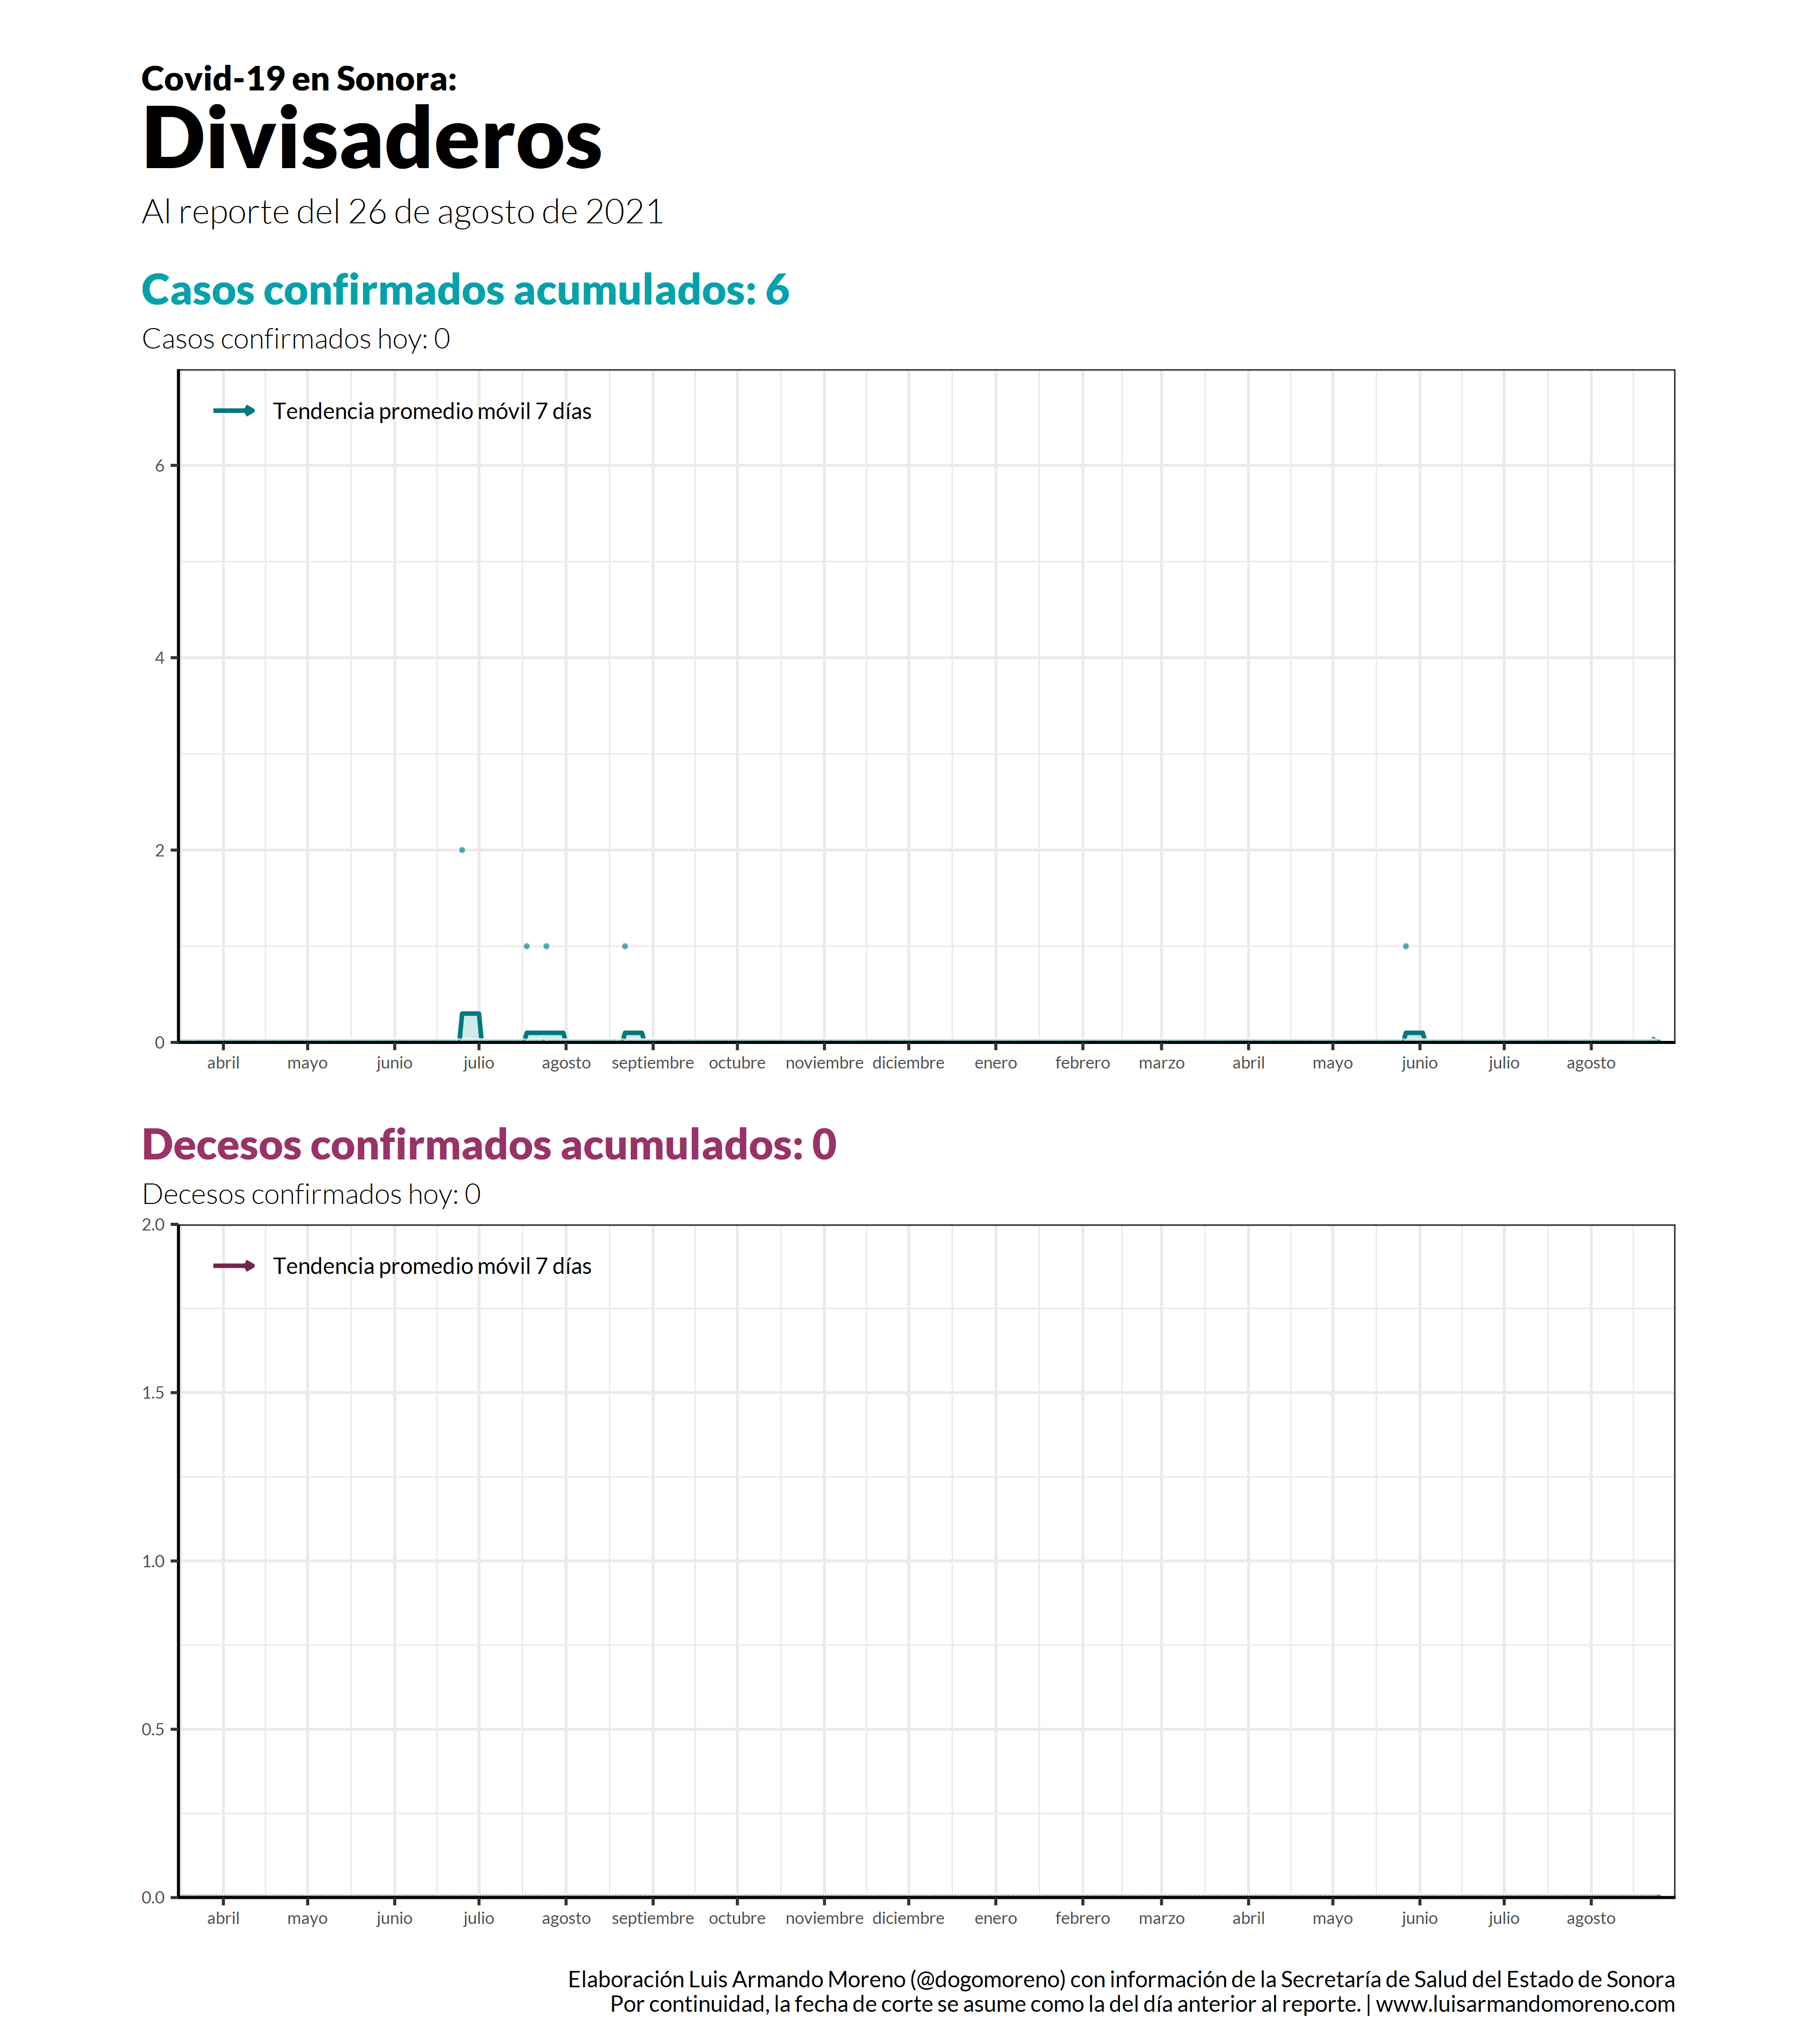 Covid-19 en Sonora:
Divisaderos
Al reporte del 26 de agosto de 2021
Casos confirmados acumulados: 6
Casos confirmados hoy: 0
Tendencia promedio móvil 7 días
6
4
2
0
abril mayo junio julio agosto septiembre octubre noviembre diciembre enero febrero marzo abril mayo junio julio agosto
Decesos confirmados acumulados: 0
Decesos confirmados hoy: 0
2.0
Tendencia promedio móvil 7 días
1.5
1.0
0.5
0.0
abril mayo junio julio agosto septiembre octubre noviembre diciembre enero febrero marzo abril mayo junio julio agosto
Elaboración Luis Armando Moreno (@dogomoreno) con información de la Secretaría de Salud del Estado de Sonora
Por continuidad, la fecha de corte se asume como la del día anterior al reporte. | www.luisarmandomoreno.com